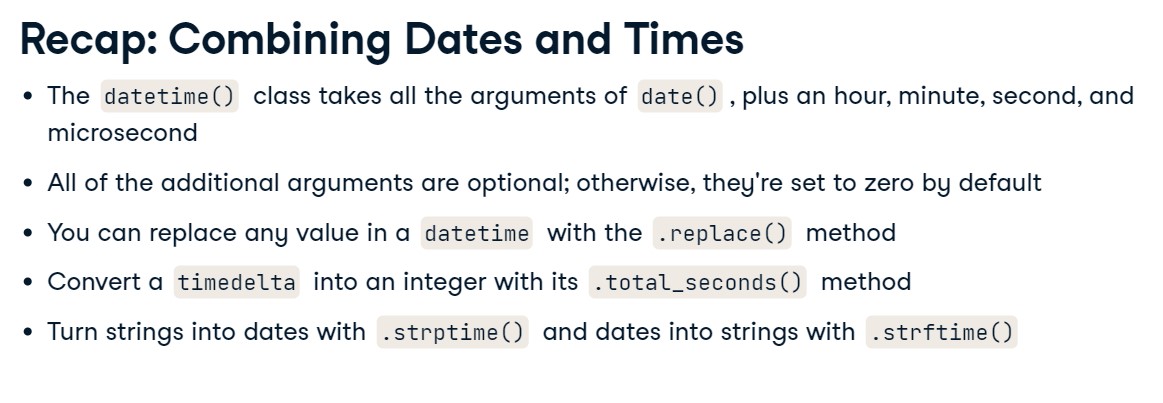 Recap: Combining Dates and Times
• The datetime() class takes all the arguments of date() , plus an hour, minute, second, and
microsecond
• All of the additional arguments are optional; otherwise, they're set to zero by default
• You can replace any value in a datetime with the .replace() method
• Convert a timedelta into an integer with its .total_seconds() method
• Turn strings into dates with .strptime() and dates into strings with .strftime()